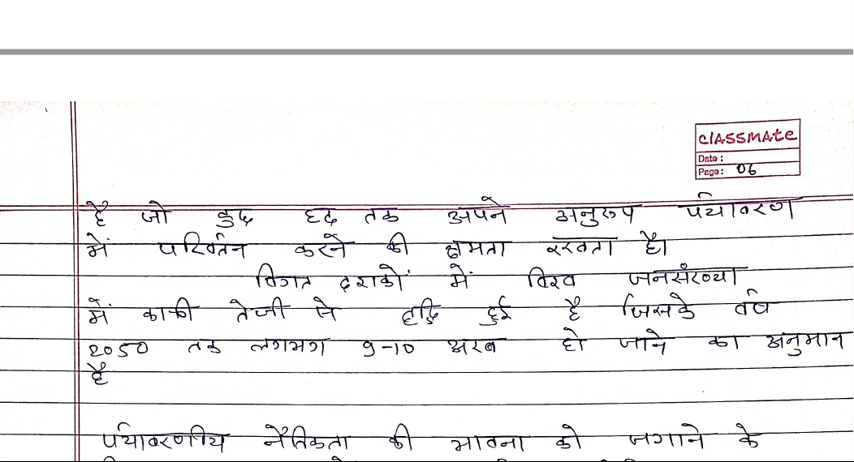 classmate
Date :
Page : 06
है जो कुछ हद तक अपने अनुरूप पर्यावरण
में परिवर्तन करने की क्षमता रखता है।
विगत दशकों में विश्व जनसंख्या
में काफी तेजी से वृद्धि हुई है जिसके वर्ष
2050 तक लगभग 9-10 अरब हो जाने का अनुमान
है
पर्यावरणीय नैतिकता की भावना को जगाने के